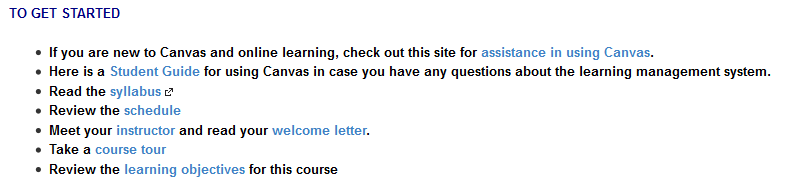 TO GET STARTED
If you are new to Canvas and online learning, check out this site for assistance in using Canvas.
Here is a Student Guide for using Canvas in case you have any questions about the learning management system.
Read the syllabus
Review the schedule
Meet your instructor and read your welcome letter.
Take a course tour
Review the learning objectives for this course